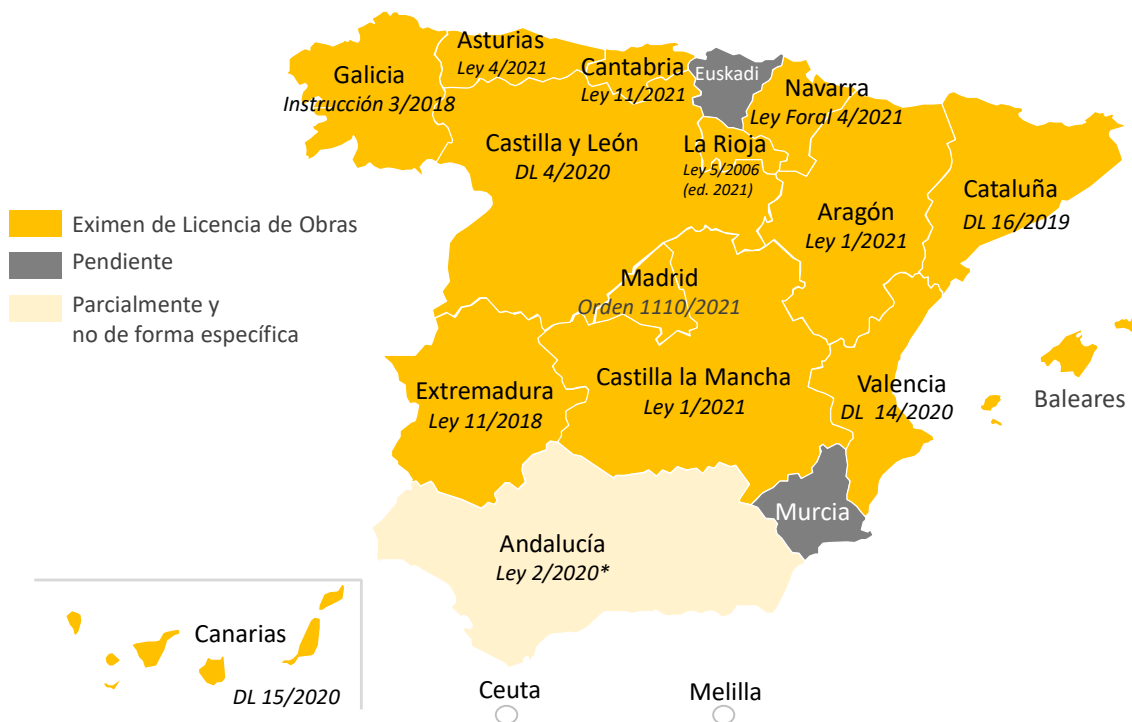 Asturias
Ley 4/2021
Cantabria
Ley 11/2021
Euskadi
Galicia
Instrucción 3/2018
Navarra
Ley Foral 4/2021
Castilla y León
DL 4/2020
La Rioja
Ley 5/2006
(ed. 2021)
Cataluña
DL 16/2019
Aragón
Ley 1/2021
Eximen de Licencia de Obras
Pendiente
Parcialmente y
no de forma específica
Madrid
Orden 1110/2021
Extremadura
Ley 11/2018
Castilla la Mancha
Ley 1/2021
Valencia
DL 14/2020
Baleares
Murcia
Andalucía
Ley 2/2020*
Canarias
DL 15/2020
Ceuta
Melilla